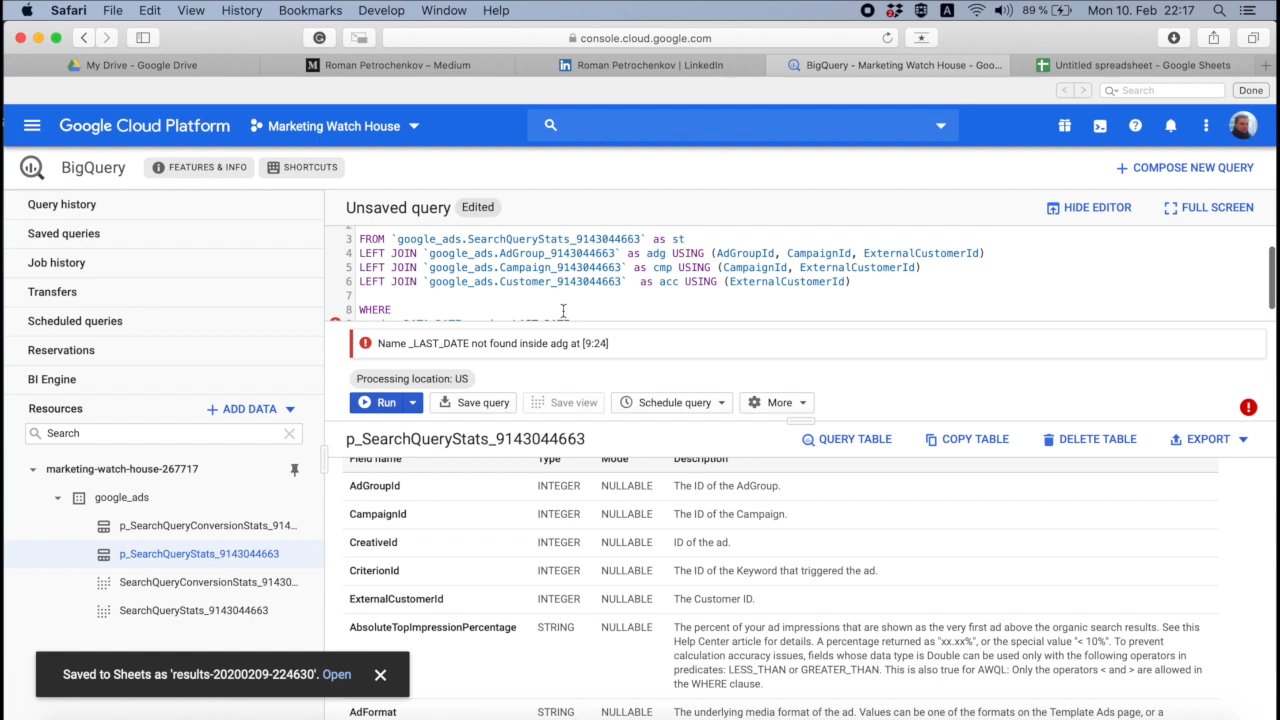 Safari File Edit View History Bookmarks Develop Window Help 2 A 89 % Mon 10. Feb 22:17
console.cloud.google.com
My Drive - Google Drive Roman Petrochenkov – Medium Roman Petrochenkov | LinkedIn BigQuery - Marketing Watch House - Goo... Untitled spreadsheet - Google Sheets
Search Done
Google Cloud Platform Marketing Watch House
BigQuery FEATURES & INFO SHORTCUTS COMPOSE NEW QUERY
Query history
Saved queries
Job history
Transfers
Scheduled queries
Reservations
BI Engine
Resources ADD DATA
Search
marketing-watch-house-267717
google_ads
p_SearchQueryConversionStats_914...
p_SearchQueryStats_9143044663
SearchQueryConversionStats_91430...
SearchQueryStats_9143044663
Saved to Sheets as 'results-20200209-224630'. Open
Unsaved query Edited HIDE EDITOR FULL SCREEN
3 FROM `google_ads.SearchQueryStats_9143044663` as st
4 LEFT JOIN `google_ads.AdGroup_9143044663` as adg USING (AdGroupId, CampaignId, ExternalCustomerId)
5 LEFT JOIN `google_ads.Campaign_9143044663` as cmp USING (CampaignId, ExternalCustomerId)
6 LEFT JOIN `google_ads.Customer_9143044663` as acc USING (ExternalCustomerId)
7
8 WHERE
Name _LAST_DATE not found inside adg at [9:24]
Processing location: US
Run Save query Save view Schedule query More
p_SearchQueryStats_9143044663 QUERY TABLE COPY TABLE DELETE TABLE EXPORT
Field name Type Mode Description
AdGroupId INTEGER NULLABLE The ID of the AdGroup.
CampaignId INTEGER NULLABLE The ID of the Campaign.
CreativeId INTEGER NULLABLE ID of the ad.
CriterionId INTEGER NULLABLE The ID of the Keyword that triggered the ad.
ExternalCustomerId INTEGER NULLABLE The Customer ID.
AbsoluteTopImpressionPercentage STRING NULLABLE The percent of your ad impressions that are shown as the very first ad above the organic search results. See this
Help Center article for details. A percentage returned as "xx.xx%", or the special value "< 10%". To prevent
calculation accuracy issues, fields whose data type is Double can be used only with the following operators in
predicates: LESS_THAN or GREATER_THAN. This is also true for AWQL: Only the operators < and > are allowed in
the WHERE clause.
AdFormat STRING NULLABLE The underlying media format of the ad. Values can be one of the formats on the Template Ads page, or a